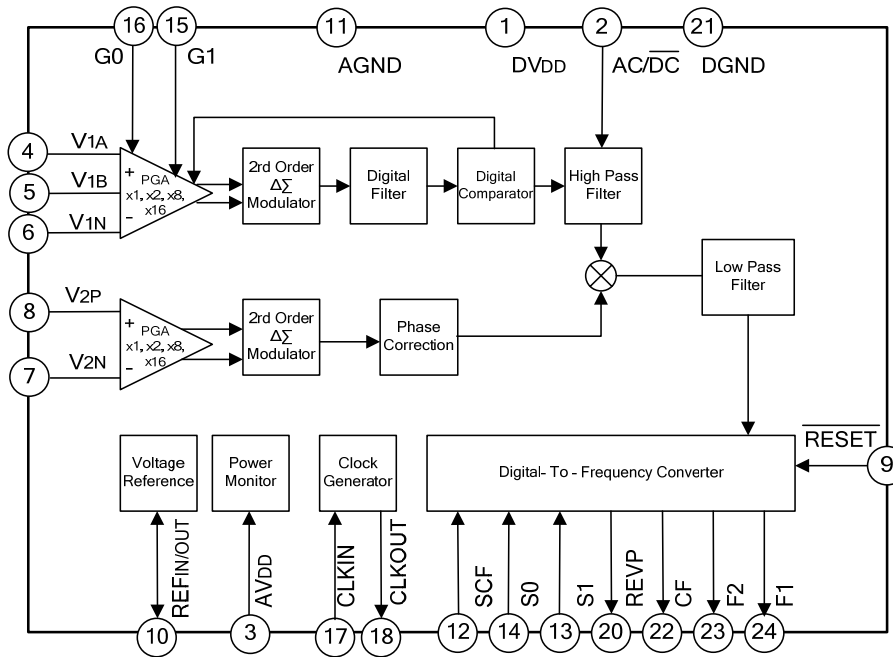 16 15 11 1 2 21
G0 G1 AGND DVDD AC/DC DGND
4 V1A
5 V1B
6 V1N
+ PGA
x1, x2, x8,
- x16
2rd Order
ΔΣ
Modulator
Digital
Filter
Digital
Comparator
High Pass
Filter
Low Pass
Filter
8 V2P
7 V2N
+ PGA
x1, x2, x8,
- x16
2rd Order
ΔΣ
Modulator
Phase
Correction
RESET
9
Voltage
Reference
Power
Monitor
Clock
Generator
Digital- To - Frequency Converter
REFIN/OUT
AVDD
CLKIN
CLKOUT
SCF
S0
S1
REVP
CF
F2
F1
10 3 17 18 12 14 13 20 22 23 24